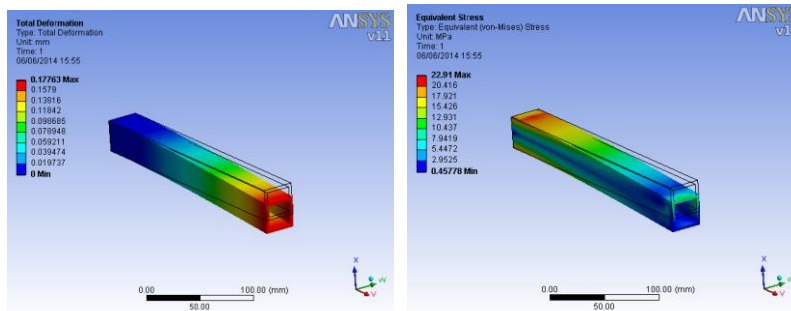 Total Deformation
Type: Total Deformation
Unit: mm
Time: 1
06/06/2014 15:55
0.17763 Max
0.1579
0.13816
0.11842
0.098685
0.078948
0.059211
0.039474
0.019737
0 Min
ANSYS
v11
0.00
100.00 (mm)
50.00
X
Y
Equivalent Stress
Type: Equivalent (von-Mises) Stress
Unit: MPa
Time: 1
06/06/2014 15:55
22.91 Max
20.416
17.921
15.426
12.931
10.437
7.9419
5.4472
2.9525
0.45778 Min
ANSYS
v11
0.00
100.00 (mm)
50.00
X
Y